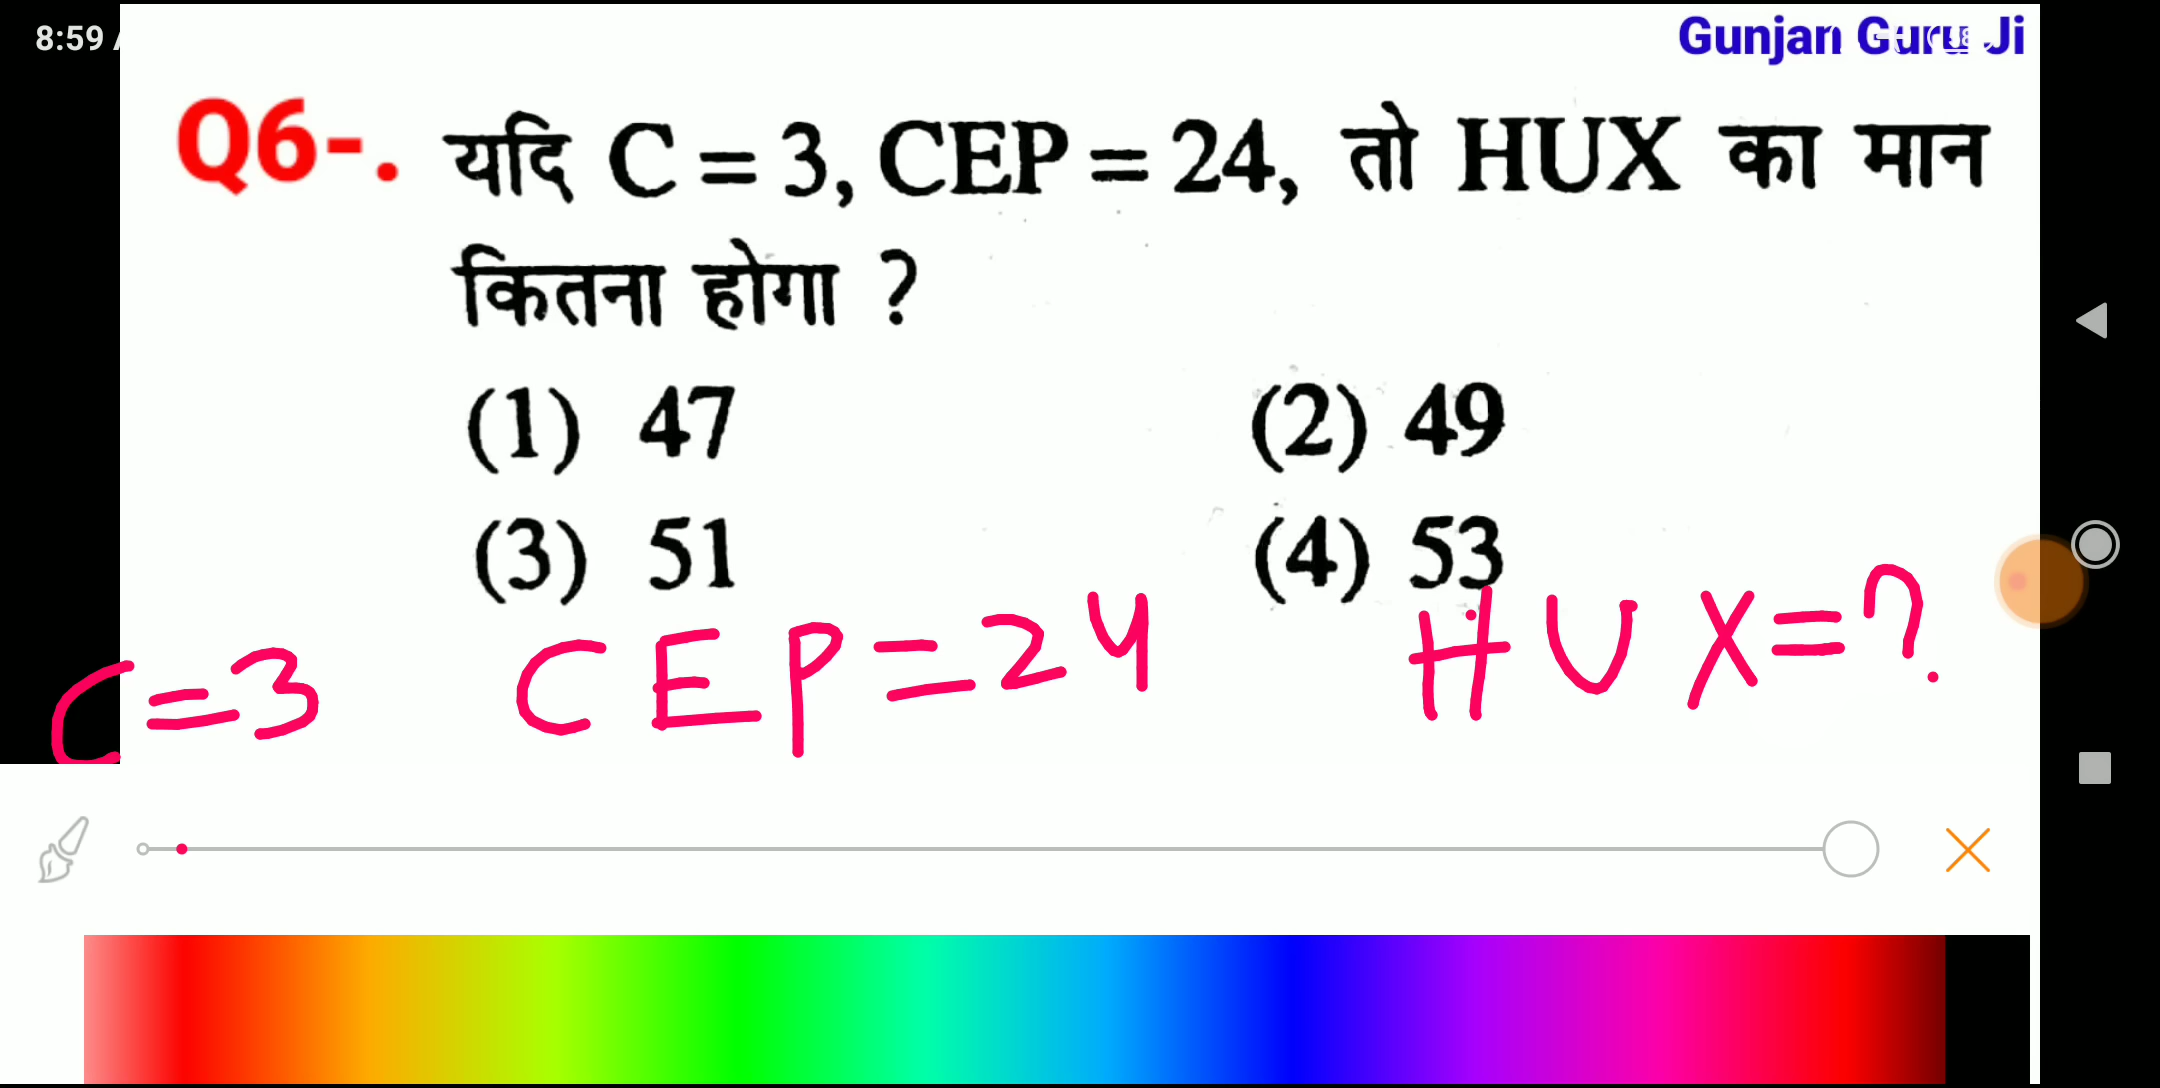 8:59
Gunjan Guru Ji
Q6-. यदि C = 3, CEP = 24, तो HUX का मान
कितना होगा ?
(1) 47 (2) 49
(3) 51 (4) 53
C=3 CEP=24 HUX=?